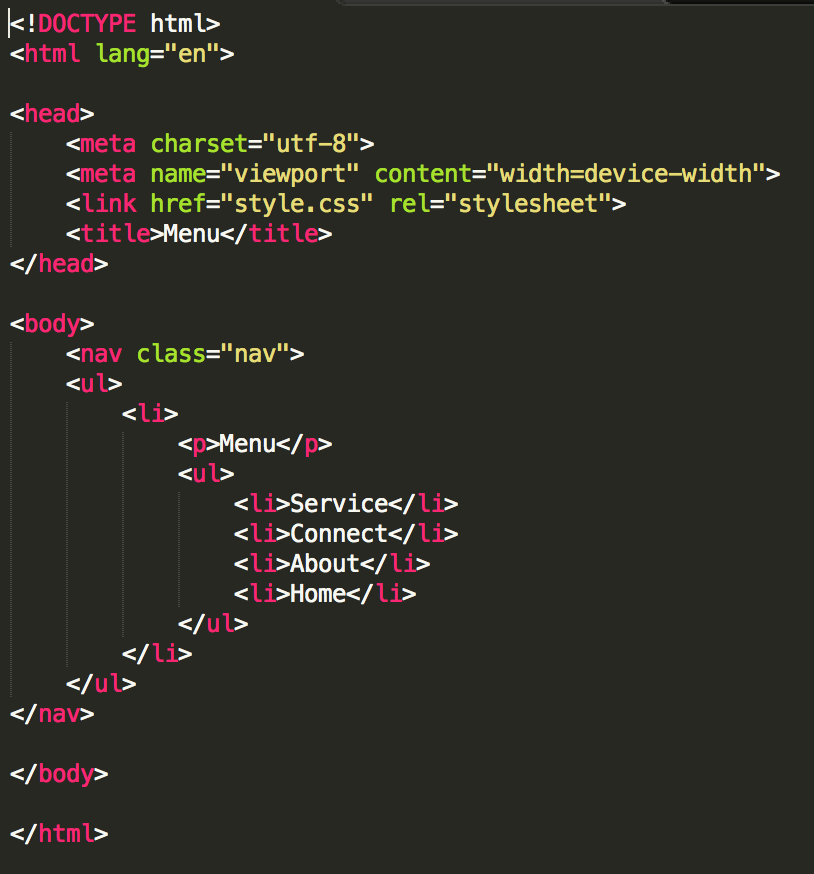 <!DOCTYPE html>
<html lang="en">
<head>
<meta charset="utf-8">
<meta name="viewport" content="width=device-width">
<link href="style.css" rel="stylesheet">
<title>Menu</title>
</head>
<body>
<nav class="nav">
<ul>
<li>
<p>Menu</p>
<ul>
<li>Service</li>
<li>Connect</li>
<li>About</li>
<li>Home</li>
</ul>
</li>
</ul>
</nav>
</body>
</html>